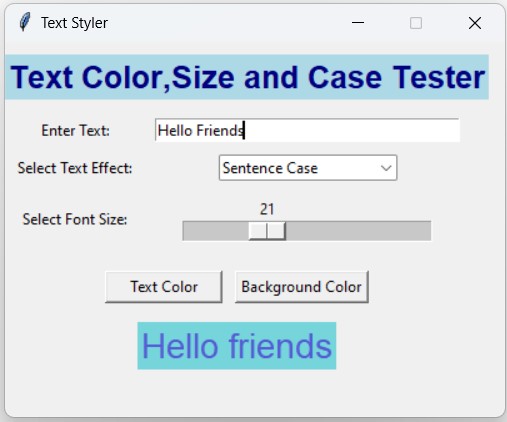 Text Styler
Text Color,Size and Case Tester
Enter Text: Hello Friends
Select Text Effect: Sentence Case
21
Select Font Size:
Text Color Background Color
Hello friends